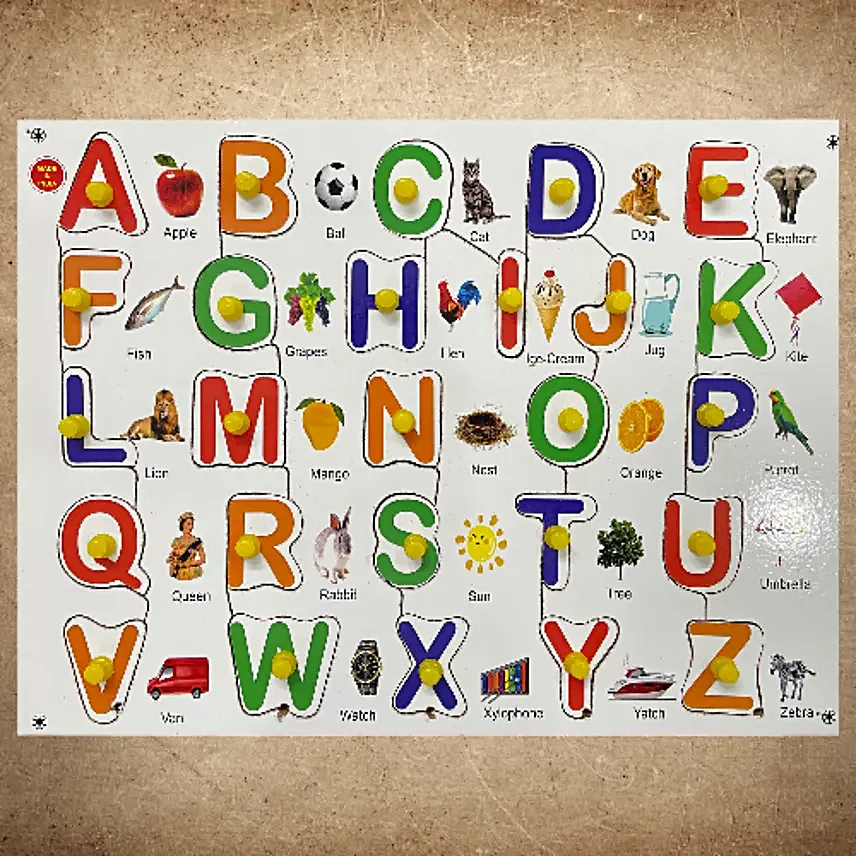 A B C D E
Apple Ball Cat Dog Elephant
F G H I J K
Fish Grapes Hen Ice-Cream Jug Kite
L M N O P
Lion Mango Nest Orange Parrot
Q R S T U
Queen Rabbit Sun Tree Umbrella
V W X Y Z
Van Watch Xylophone Yatch Zebra